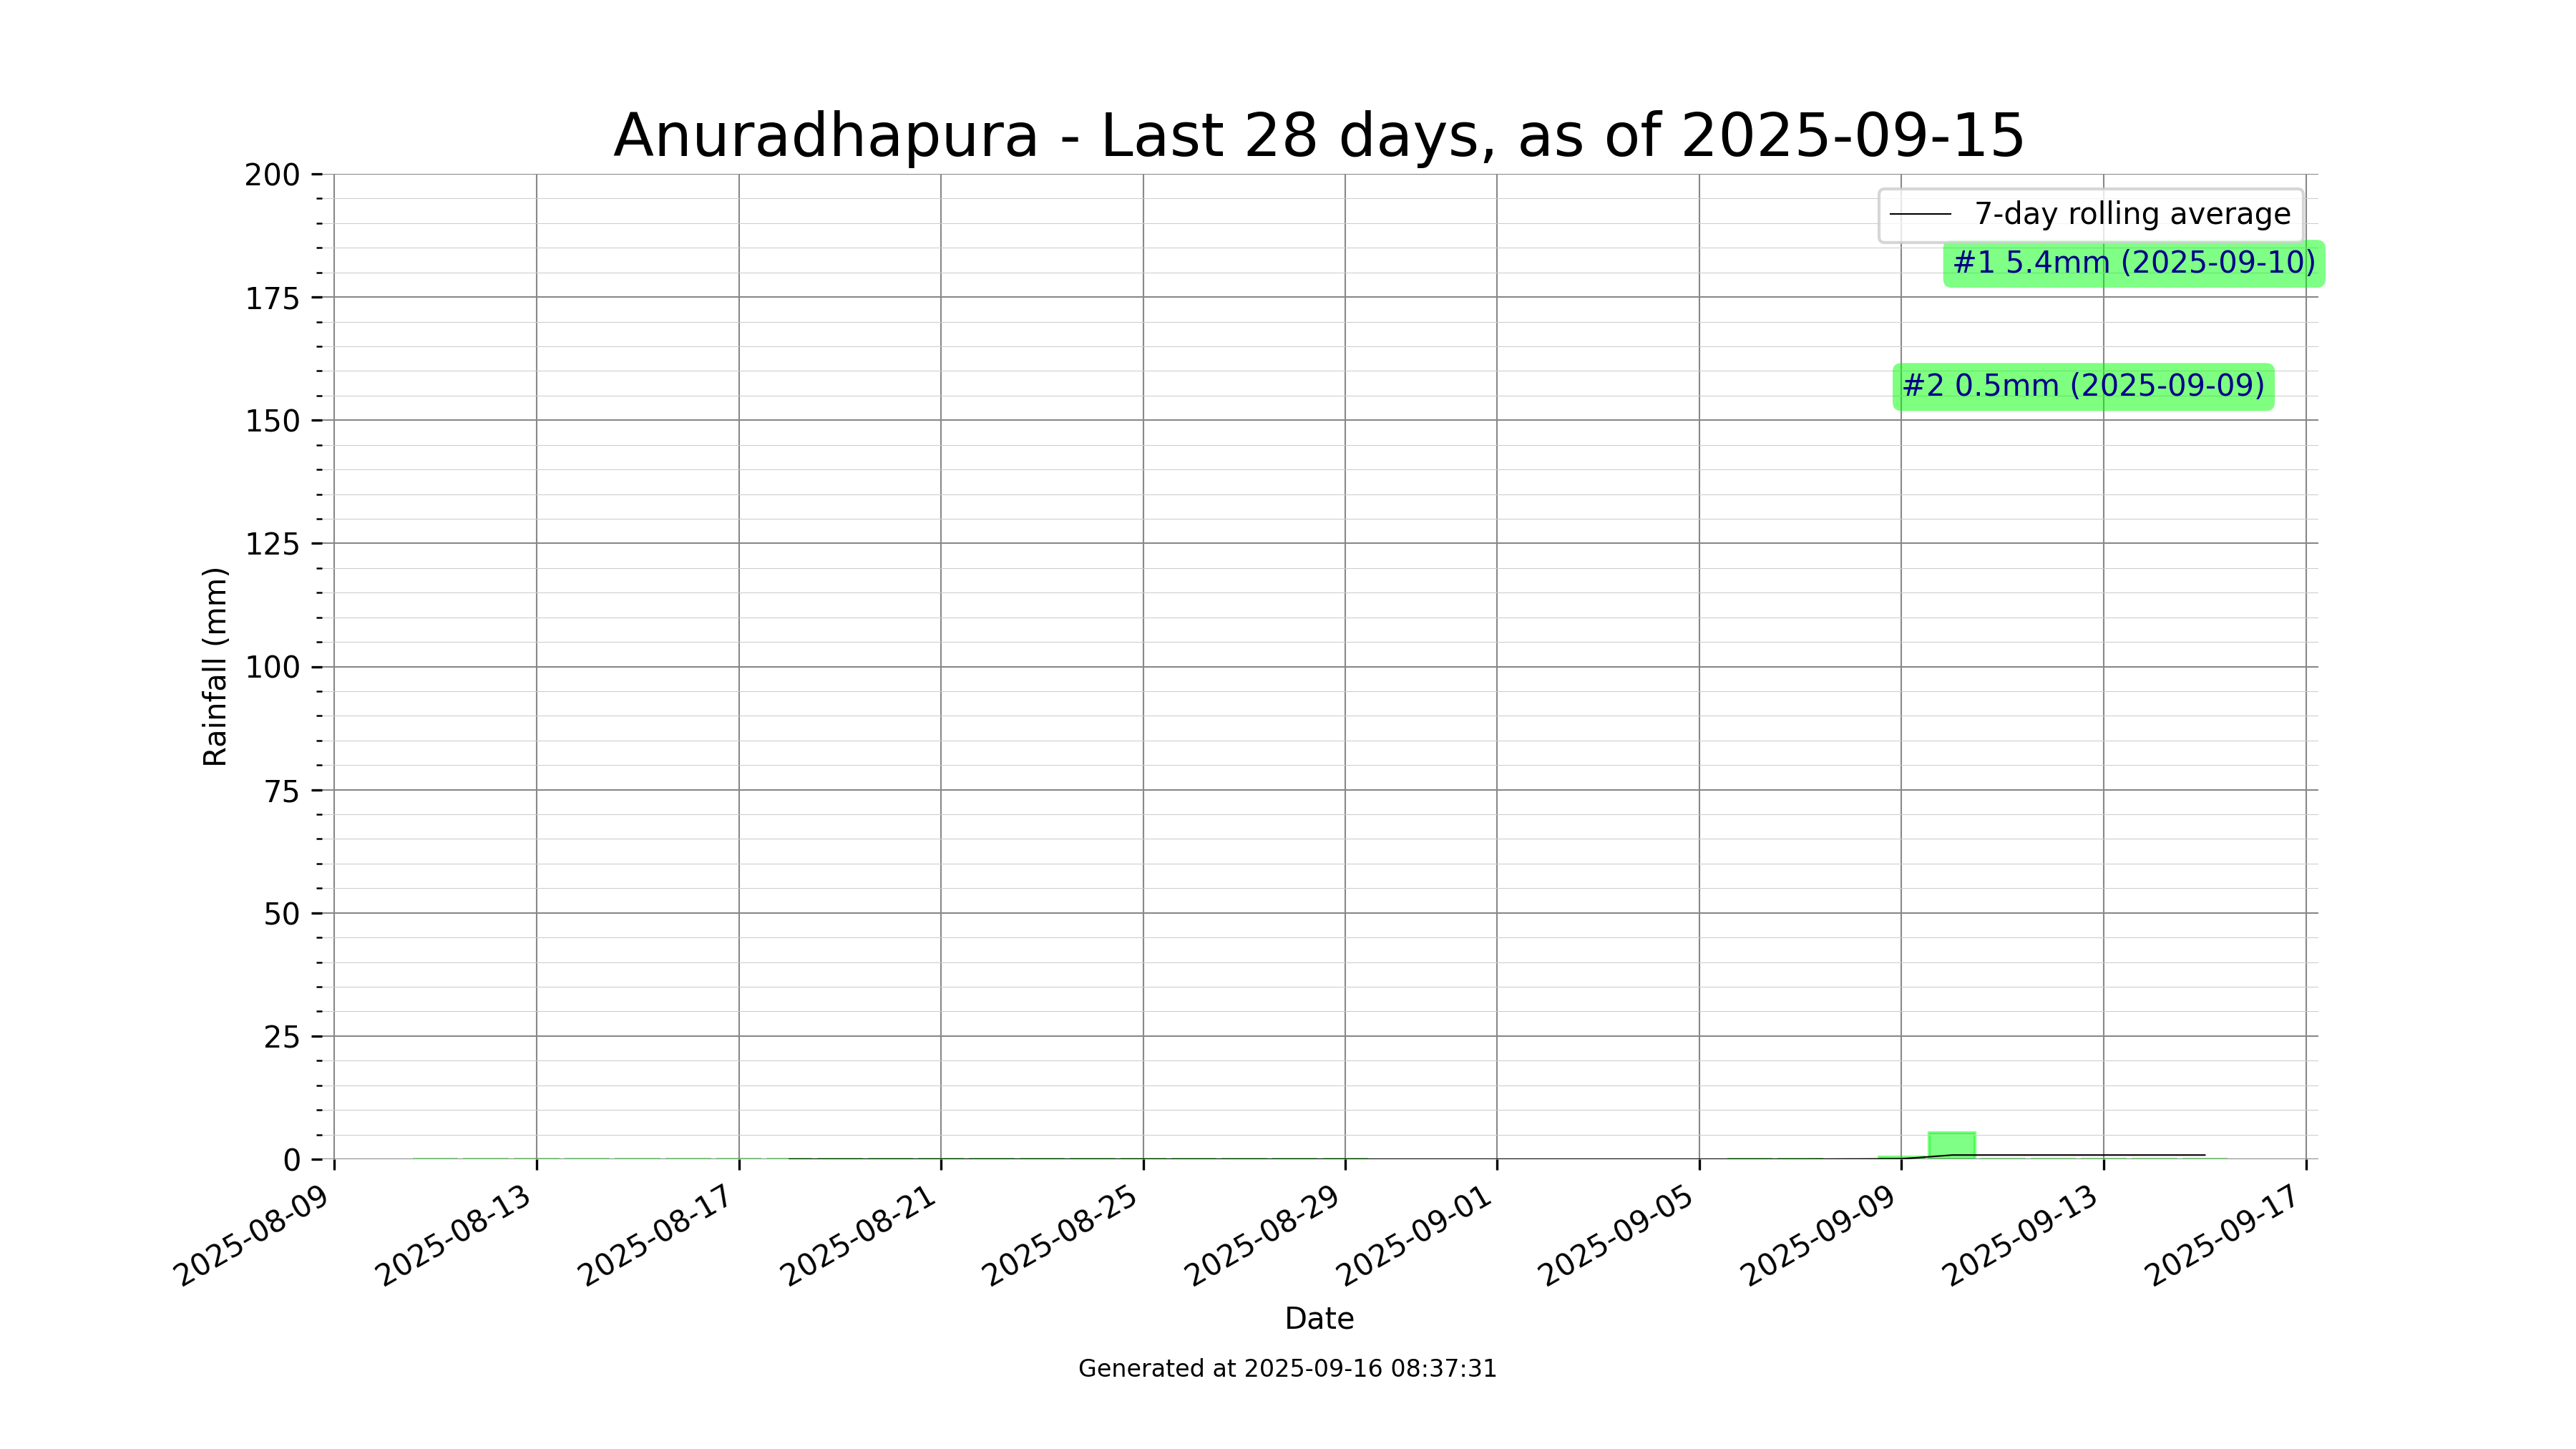 Anuradhapura - Last 28 days, as of 2025-09-15
200
175
150
125
100
75
50
25
0
Rainfall (mm)
7-day rolling average
#1 5.4mm (2025-09-10)
#2 0.5mm (2025-09-09)
2025-08-09
2025-08-13
2025-08-17
2025-08-21
2025-08-25
2025-08-29
2025-09-01
2025-09-05
2025-09-09
2025-09-13
2025-09-17
Date
Generated at 2025-09-16 08:37:31